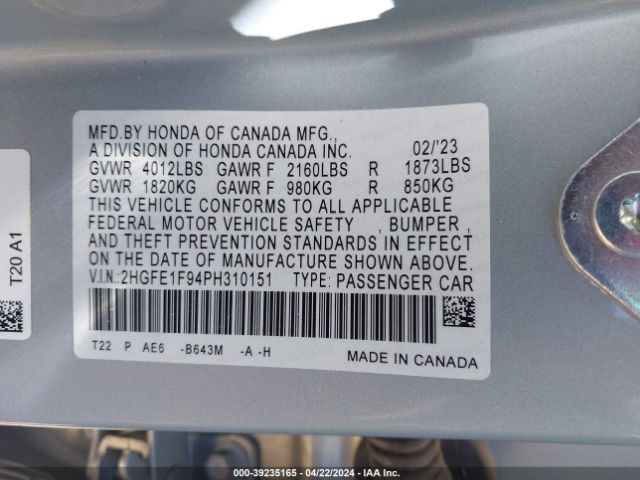 MFD.BY HONDA OF CANADA MFG.,
A DIVISION OF HONDA CANADA INC. 02/'23
GVWR 4012LBS GAWR F 2160LBS R 1873LBS
GVWR 1820KG GAWR F 980KG R 850KG
THIS VEHICLE CONFORMS TO ALL APPLICABLE
FEDERAL MOTOR VEHICLE SAFETY , BUMPER ,
AND THEFT PREVENTION STANDARDS IN EFFECT
ON THE DATE OF MANUFACTURE SHOWN ABOVE.
V.I.N.:2HGFE1F94PH310151 TYPE: PASSENGER CAR
T22 P AE6 -B643M -A -H
MADE IN CANADA
T20 A1
000-39235165 - 04/22/2024 - IAA Inc.